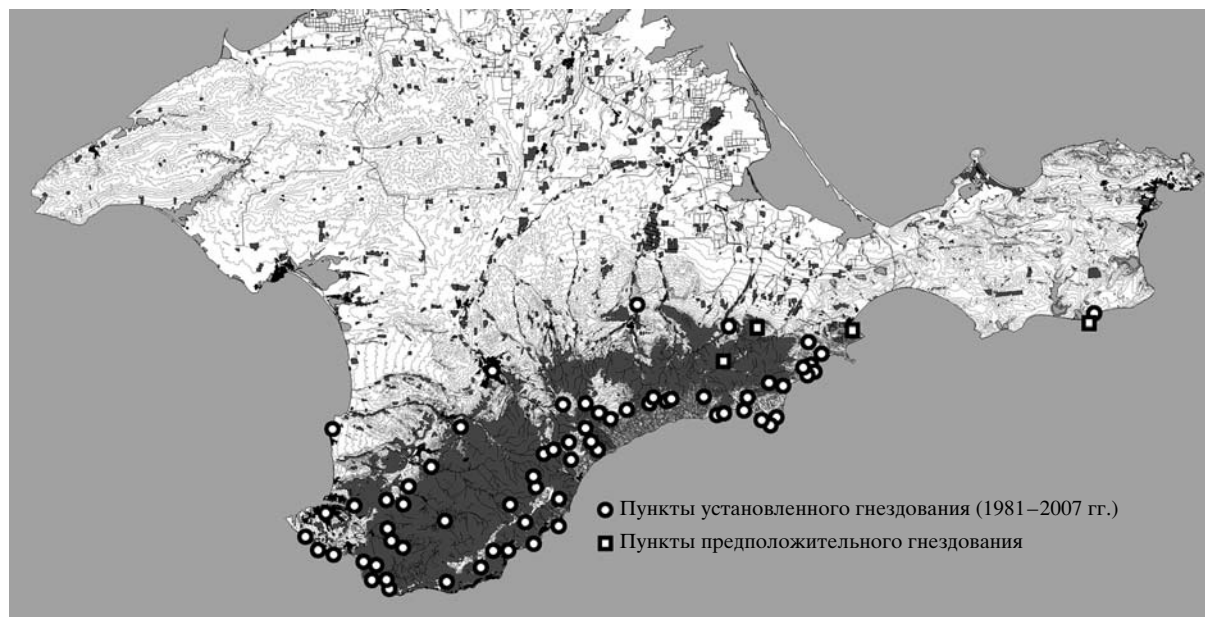 Пункты установленного гнездования (1981–2007 гг.)
Пункты предположительного гнездования